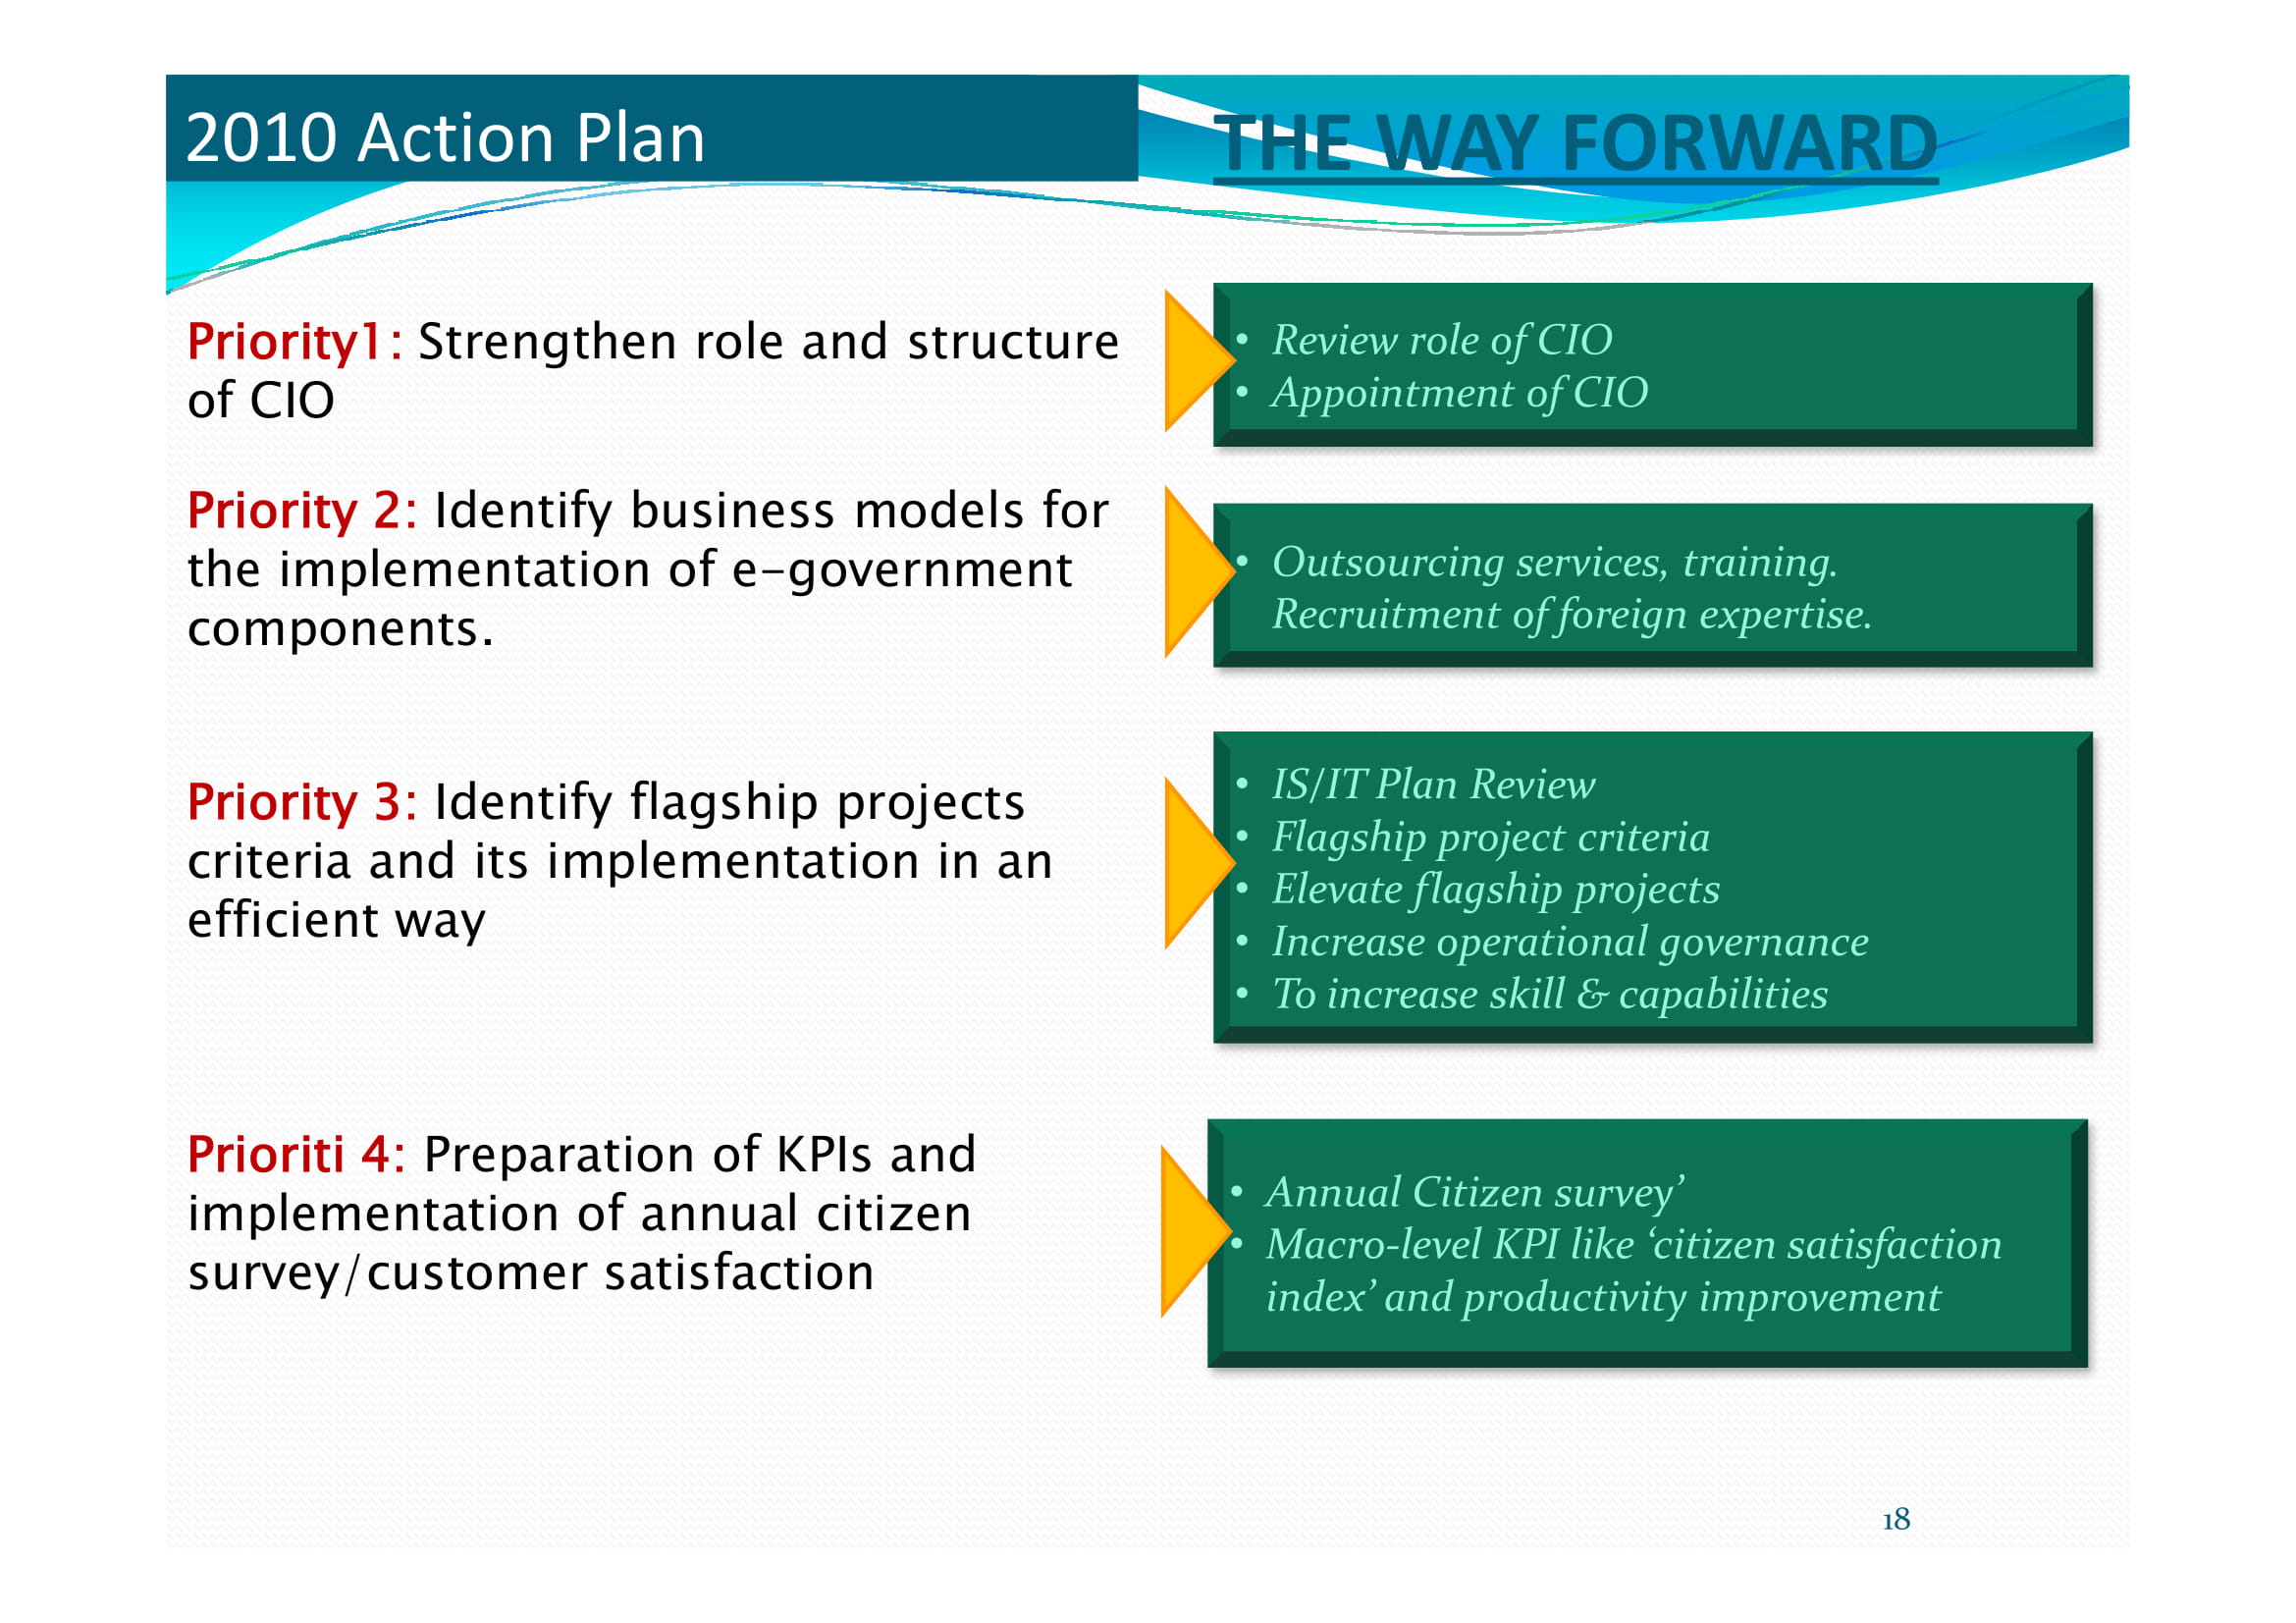 2010 Action Plan
THE WAY FORWARD
Priority1: Strengthen role and structure
of CIO
• Review role of CIO
• Appointment of CIO
Priority 2: Identify business models for
the implementation of e-government
components.
• Outsourcing services, training.
Recruitment of foreign expertise.
Priority 3: Identify flagship projects
criteria and its implementation in an
efficient way
• IS/IT Plan Review
• Flagship project criteria
• Elevate flagship projects
• Increase operational governance
• To increase skill & capabilities
Prioriti 4: Preparation of KPIs and
implementation of annual citizen
survey/customer satisfaction
• Annual Citizen survey’
• Macro-level KPI like ‘citizen satisfaction
index’ and productivity improvement
18